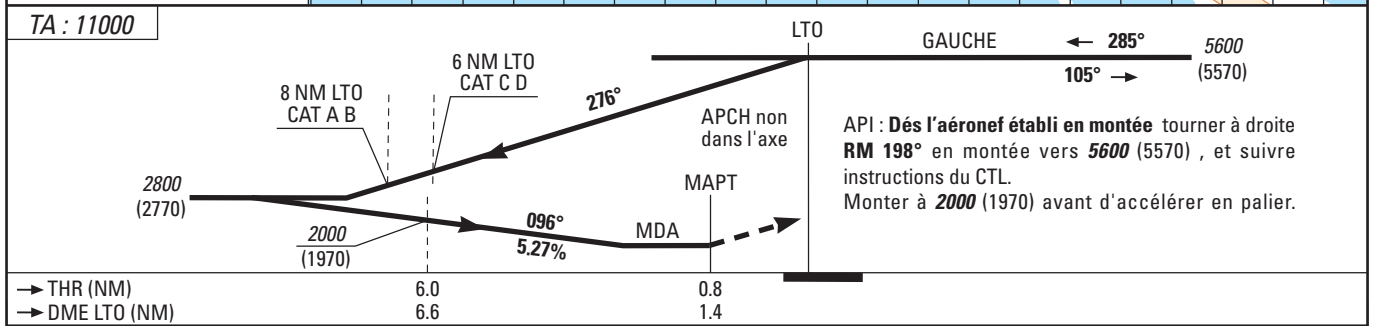 TA : 11000
LTO
GAUCHE
← 285°
5600
(5570)
105° →
6 NM LTO
CAT C D
8 NM LTO
CAT A B
276°
APCH non
dans l'axe
API : Dés l'aéronef établi en montée tourner à droite
RM 198° en montée vers 5600 (5570) , et suivre
instructions du CTL.
Monter à 2000 (1970) avant d'accélérer en palier.
2800
(2770)
MAPT
2000
(1970)
096°
5.27%
MDA
→ THR (NM) 6.0 0.8
→ DME LTO (NM) 6.6 1.4